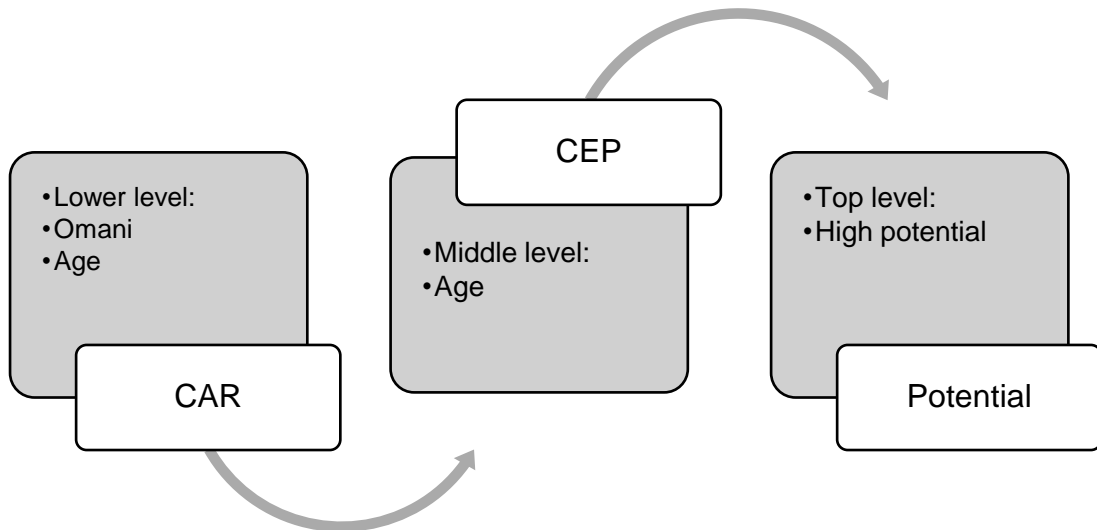 •Lower level:
•Omani
•Age
CAR
CEP
•Middle level:
•Age
•Top level:
•High potential
Potential